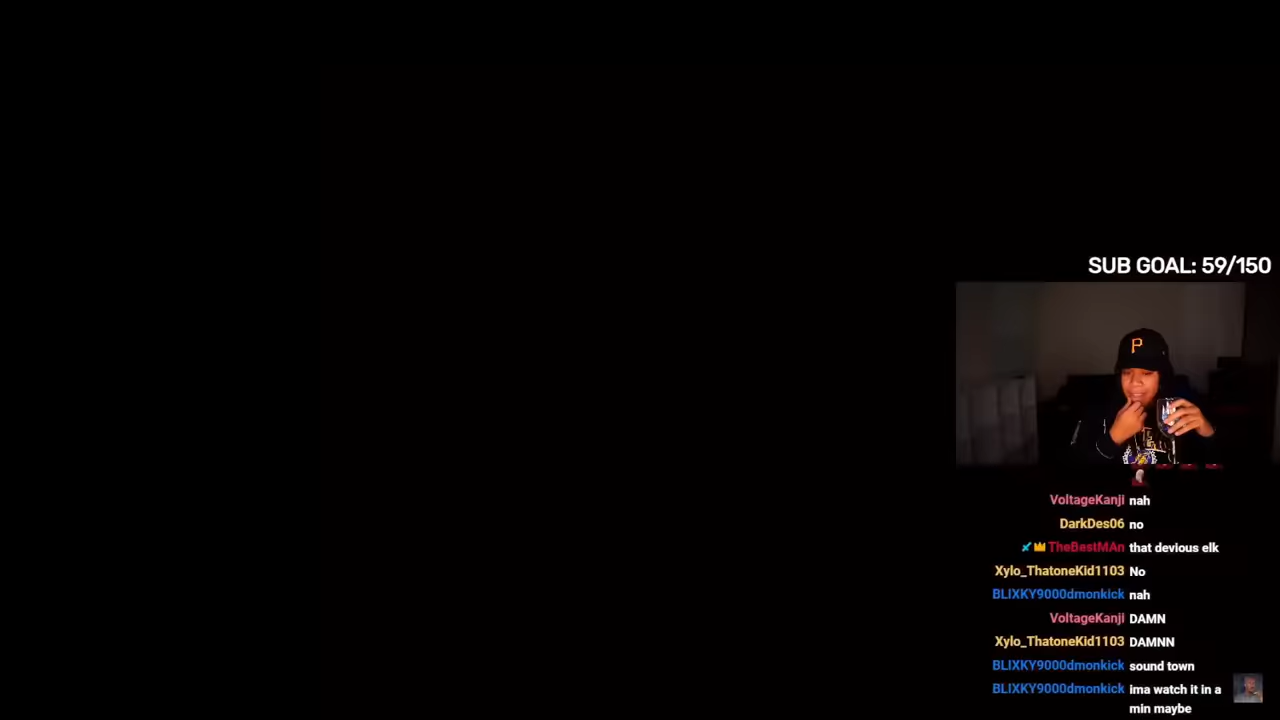 SUB GOAL: 59/150
P
VoltageKanji nah
DarkDes06 no
TheBestMAn that devious elk
Xylo_ThatoneKid1103 No
BLIXKY9000dmonkick nah
VoltageKanji DAMN
Xylo_ThatoneKid1103 DAMNN
BLIXKY9000dmonkick sound town
BLIXKY9000dmonkick ima watch it in a
min maybe